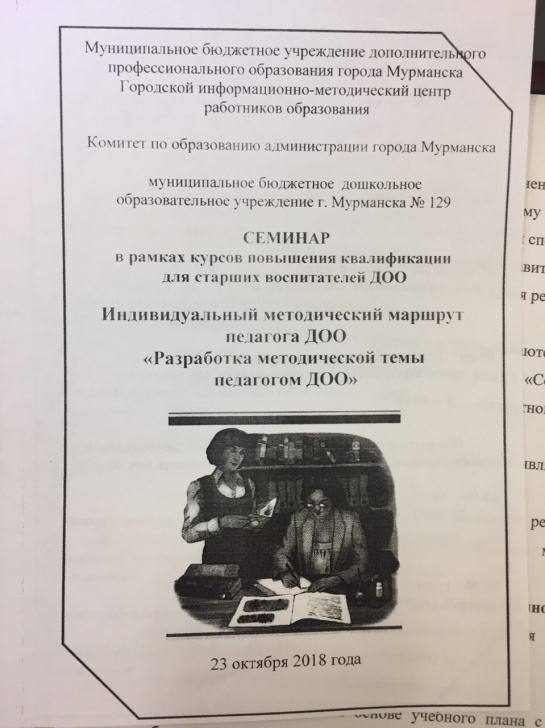 Муниципальное бюджетное учреждение дополнительного
профессионального образования города Мурманска
Городской информационно-методический центр
работников образования
Комитет по образованию администрации города Мурманска
муниципальное бюджетное дошкольное
образовательное учреждение г. Мурманска № 129
СЕМИНАР
в рамках курсов повышения квалификации
для старших воспитателей ДОО
Индивидуальный методический маршрут
педагога ДОО
«Разработка методической темы
педагогом ДОО»
23 октября 2018 года
основе учебного плана с